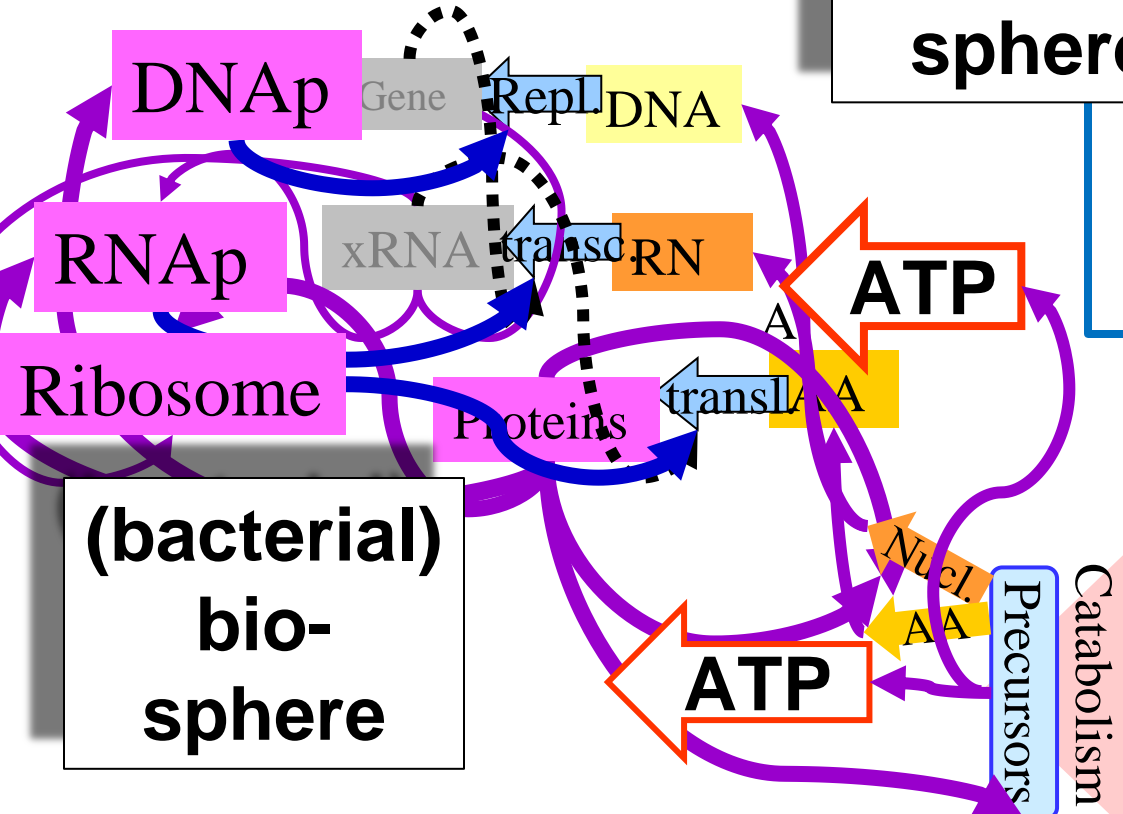 sphere
DNAp
Gene
Repl.
DNA
RNAp
xRNA
transc.
RN
A
ATP
Ribosome
Proteins
transl.
AA
(bacterial)
bio-
sphere
Nucl.
AA
ATP
Precursors
Catabolism